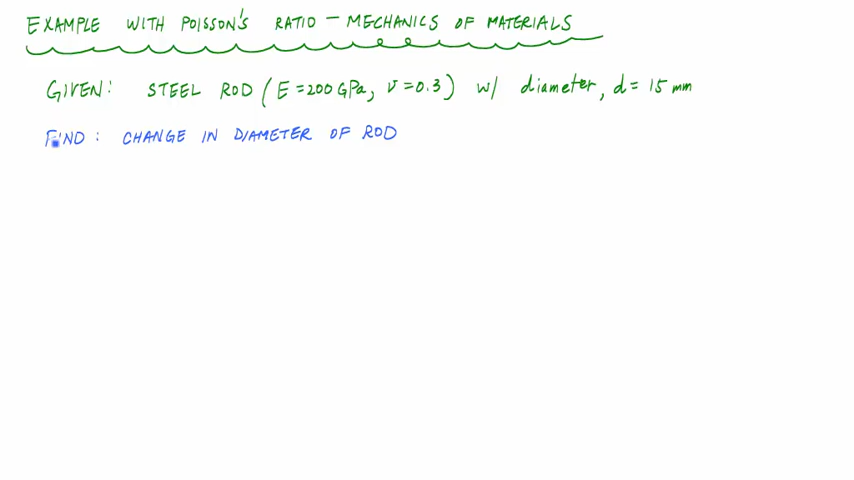 EXAMPLE WITH POISSON'S RATIO - MECHANICS OF MATERIALS
GIVEN: STEEL ROD (E = 200 GPa, ν = 0.3) w/ diameter, d = 15 mm
FIND: CHANGE IN DIAMETER OF ROD